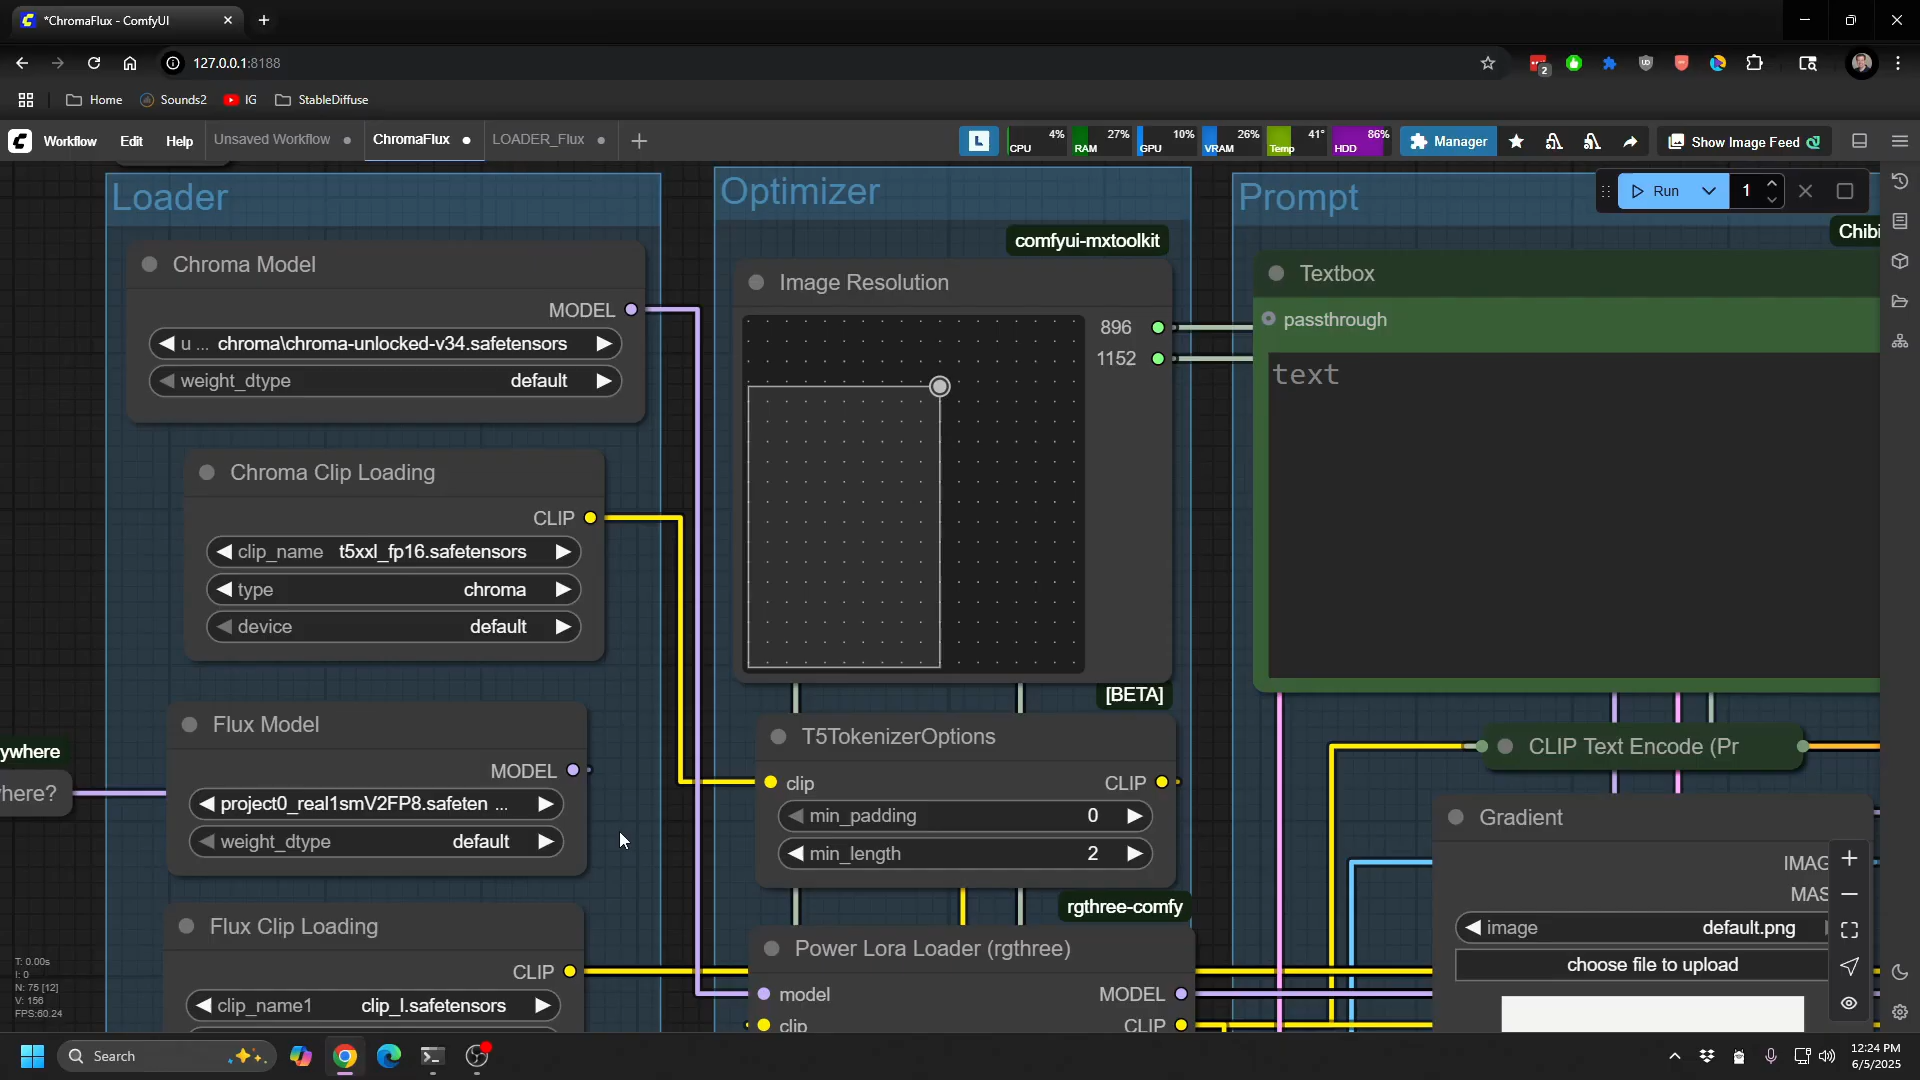 *ChromaFlux - ComfyUI
127.0.0.1:8188
2
Home
Sounds2
IG
StableDiffuse
Workflow
Edit
Help
Unsaved Workflow
ChromaFlux
LOADER_Flux
L
CPU 4%
RAM 27%
GPU 10%
VRAM 26%
Temp 41°
HDD 86%
Manager
Show Image Feed
Run
1
Loader
Chroma Model
MODEL
u ... chroma\chroma-unlocked-v34.safetensors
weight_dtype default
Chroma Clip Loading
CLIP
clip_name t5xxl_fp16.safetensors
type chroma
device default
ywhere
here?
Flux Model
MODEL
project0_real1smV2FP8.safeten ...
weight_dtype default
Flux Clip Loading
CLIP
clip_name1 clip_l.safetensors
T: 0.00s
I: 0
N: 75 [12]
V: 156
FPS:60.24
Optimizer
comfyui-mxtoolkit
Image Resolution
896
1152
[BETA]
T5TokenizerOptions
clip CLIP
min_padding 0
min_length 2
rgthree-comfy
Power Lora Loader (rgthree)
model MODEL
clip CLIP
Prompt
Chibi
Textbox
passthrough
text
CLIP Text Encode (Pr
Gradient
IMAG
MAS
image default.png
choose file to upload
Search
12:24 PM
6/5/2025